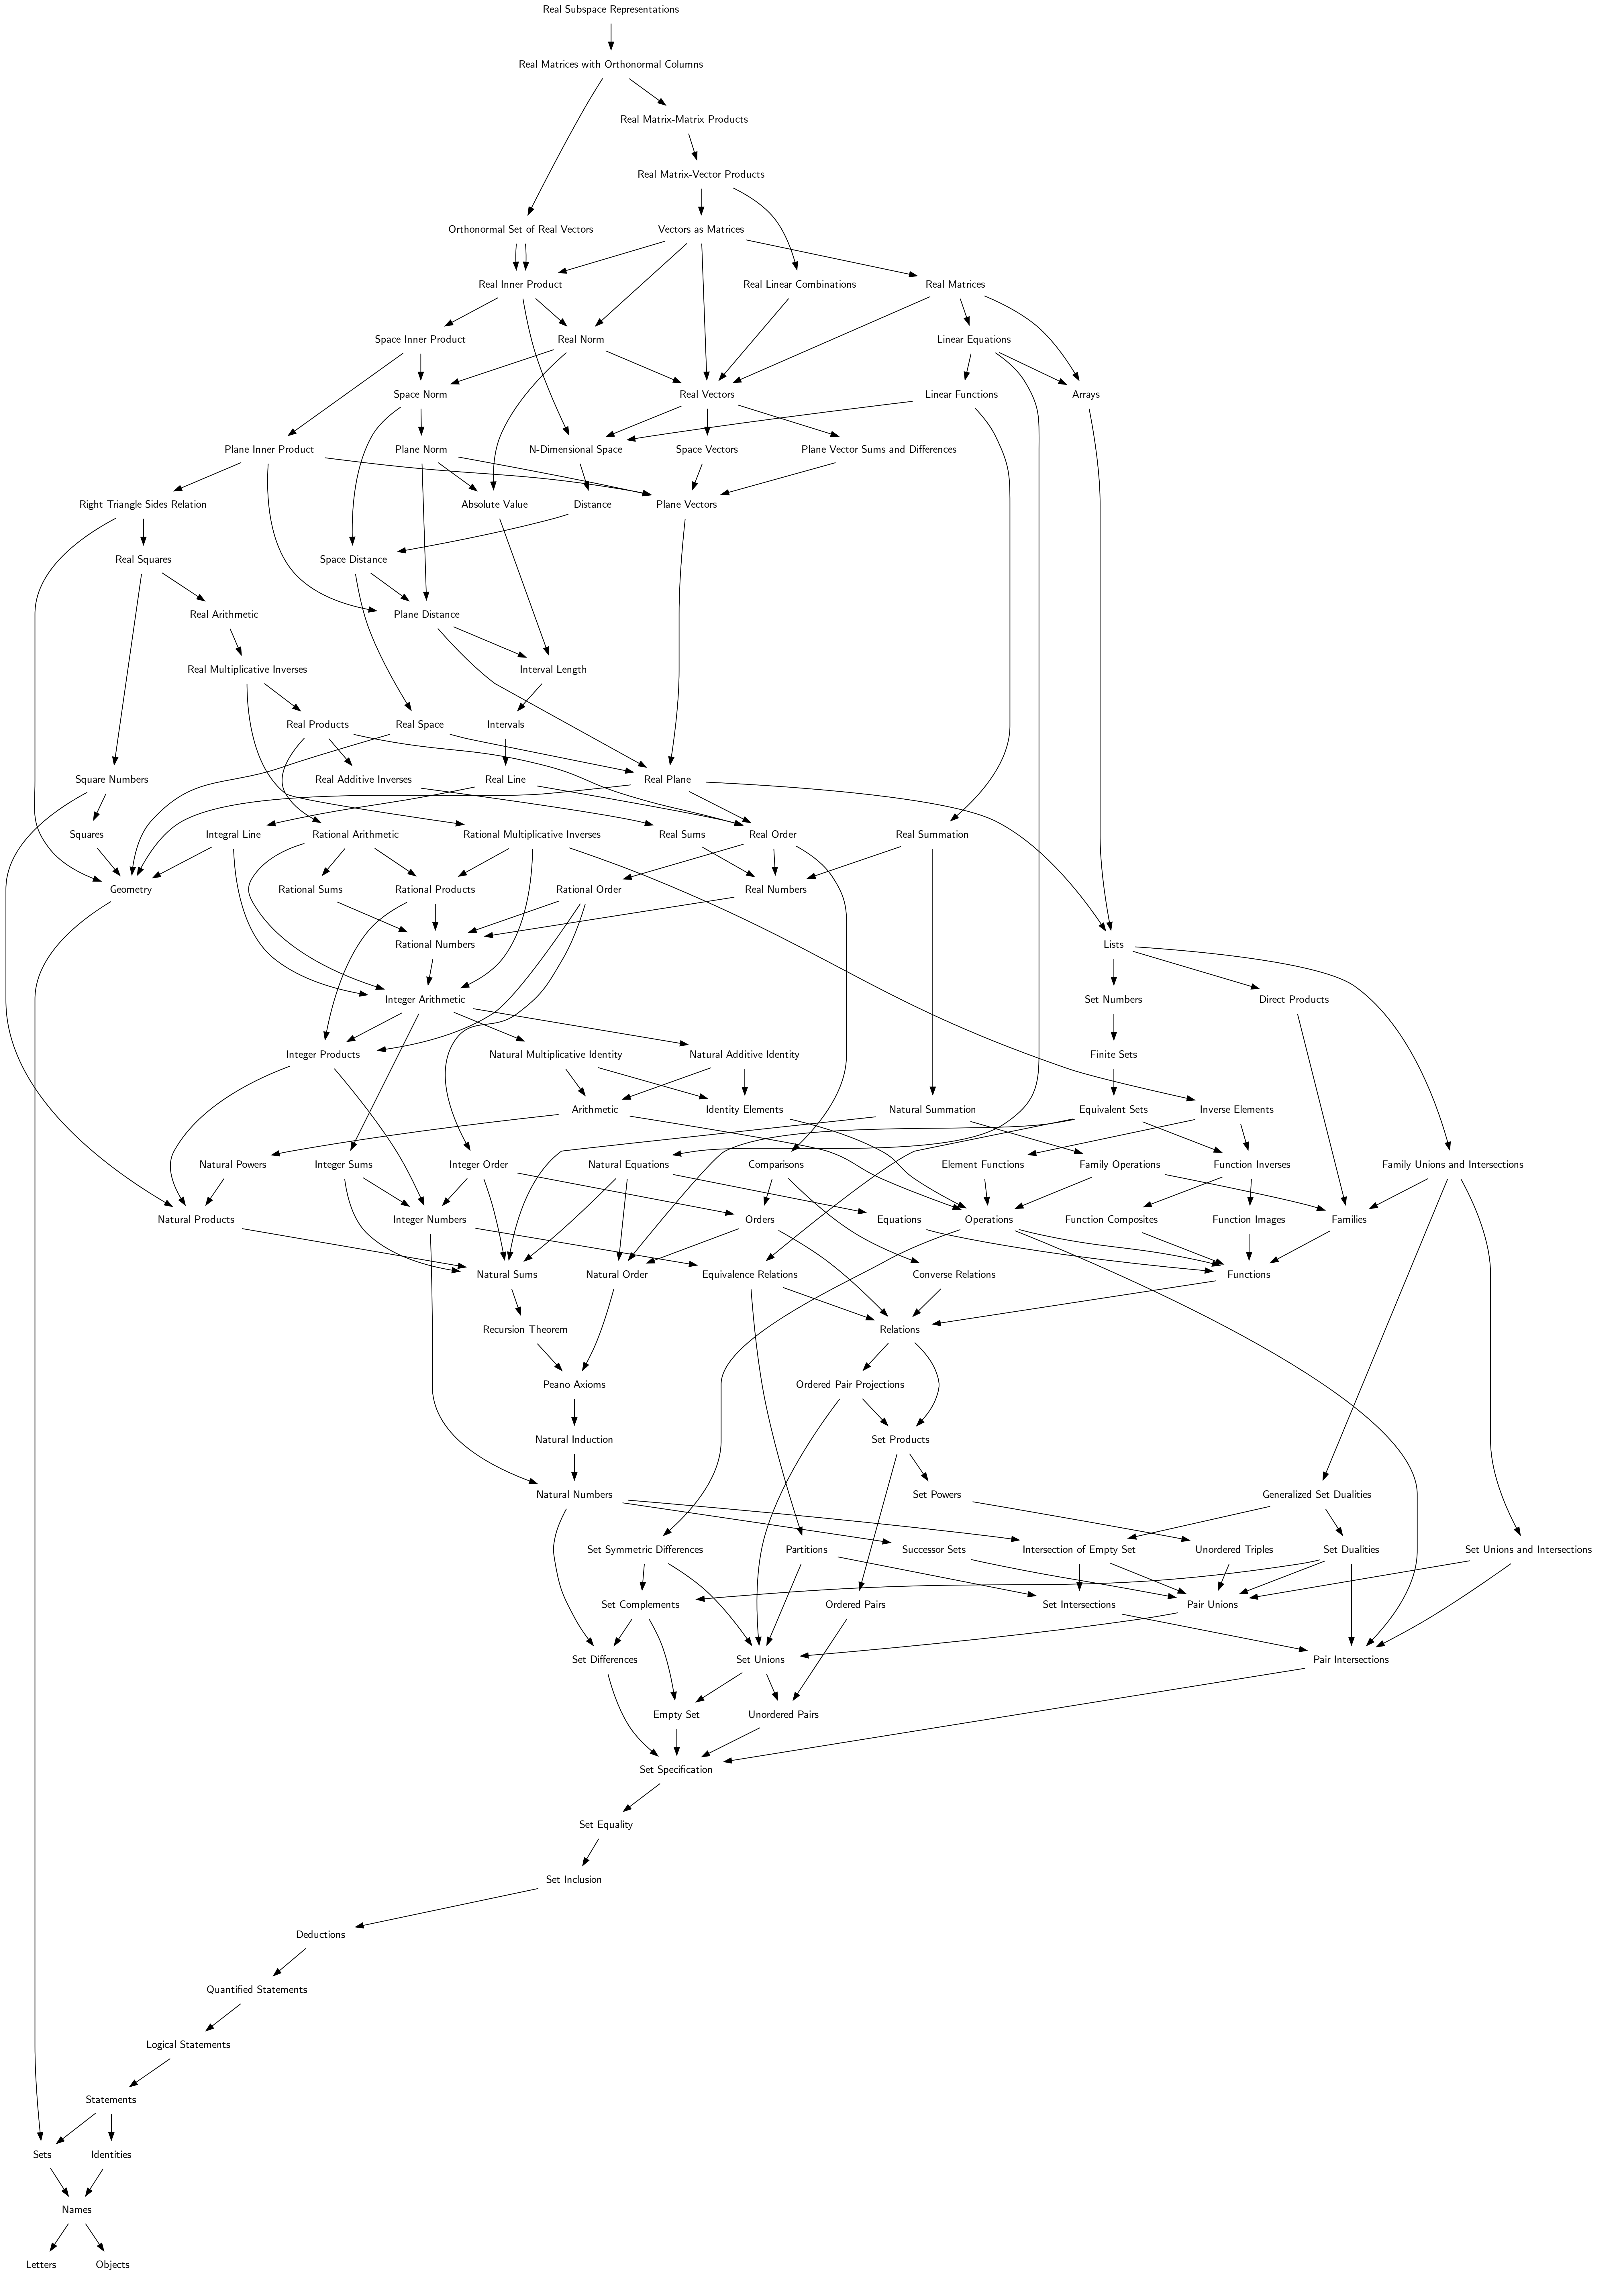 Real Subspace Representations
Real Matrices with Orthonormal Columns
Real Matrix-Matrix Products
Real Matrix-Vector Products
Orthonormal Set of Real Vectors
Vectors as Matrices
Real Inner Product
Real Linear Combinations
Real Matrices
Space Inner Product
Real Norm
Linear Equations
Space Norm
Real Vectors
Linear Functions
Arrays
Plane Inner Product
Plane Norm
N-Dimensional Space
Space Vectors
Plane Vector Sums and Differences
Right Triangle Sides Relation
Absolute Value
Distance
Plane Vectors
Real Squares
Space Distance
Real Arithmetic
Plane Distance
Real Multiplicative Inverses
Interval Length
Real Products
Real Space
Intervals
Square Numbers
Real Additive Inverses
Real Line
Real Plane
Squares
Integral Line
Rational Arithmetic
Rational Multiplicative Inverses
Real Sums
Real Order
Real Summation
Geometry
Rational Sums
Rational Products
Rational Order
Real Numbers
Rational Numbers
Lists
Integer Arithmetic
Set Numbers
Direct Products
Integer Products
Natural Multiplicative Identity
Natural Additive Identity
Finite Sets
Arithmetic
Identity Elements
Natural Summation
Equivalent Sets
Inverse Elements
Natural Powers
Integer Sums
Integer Order
Natural Equations
Comparisons
Element Functions
Family Operations
Function Inverses
Family Unions and Intersections
Natural Products
Integer Numbers
Orders
Equations
Operations
Function Composites
Function Images
Families
Natural Sums
Natural Order
Equivalence Relations
Converse Relations
Functions
Recursion Theorem
Relations
Peano Axioms
Ordered Pair Projections
Natural Induction
Set Products
Natural Numbers
Set Powers
Generalized Set Dualities
Set Symmetric Differences
Partitions
Successor Sets
Intersection of Empty Set
Unordered Triples
Set Dualities
Set Unions and Intersections
Set Complements
Ordered Pairs
Set Intersections
Pair Unions
Set Differences
Set Unions
Pair Intersections
Empty Set
Unordered Pairs
Set Specification
Set Equality
Set Inclusion
Deductions
Quantified Statements
Logical Statements
Statements
Sets
Identities
Names
Letters
Objects